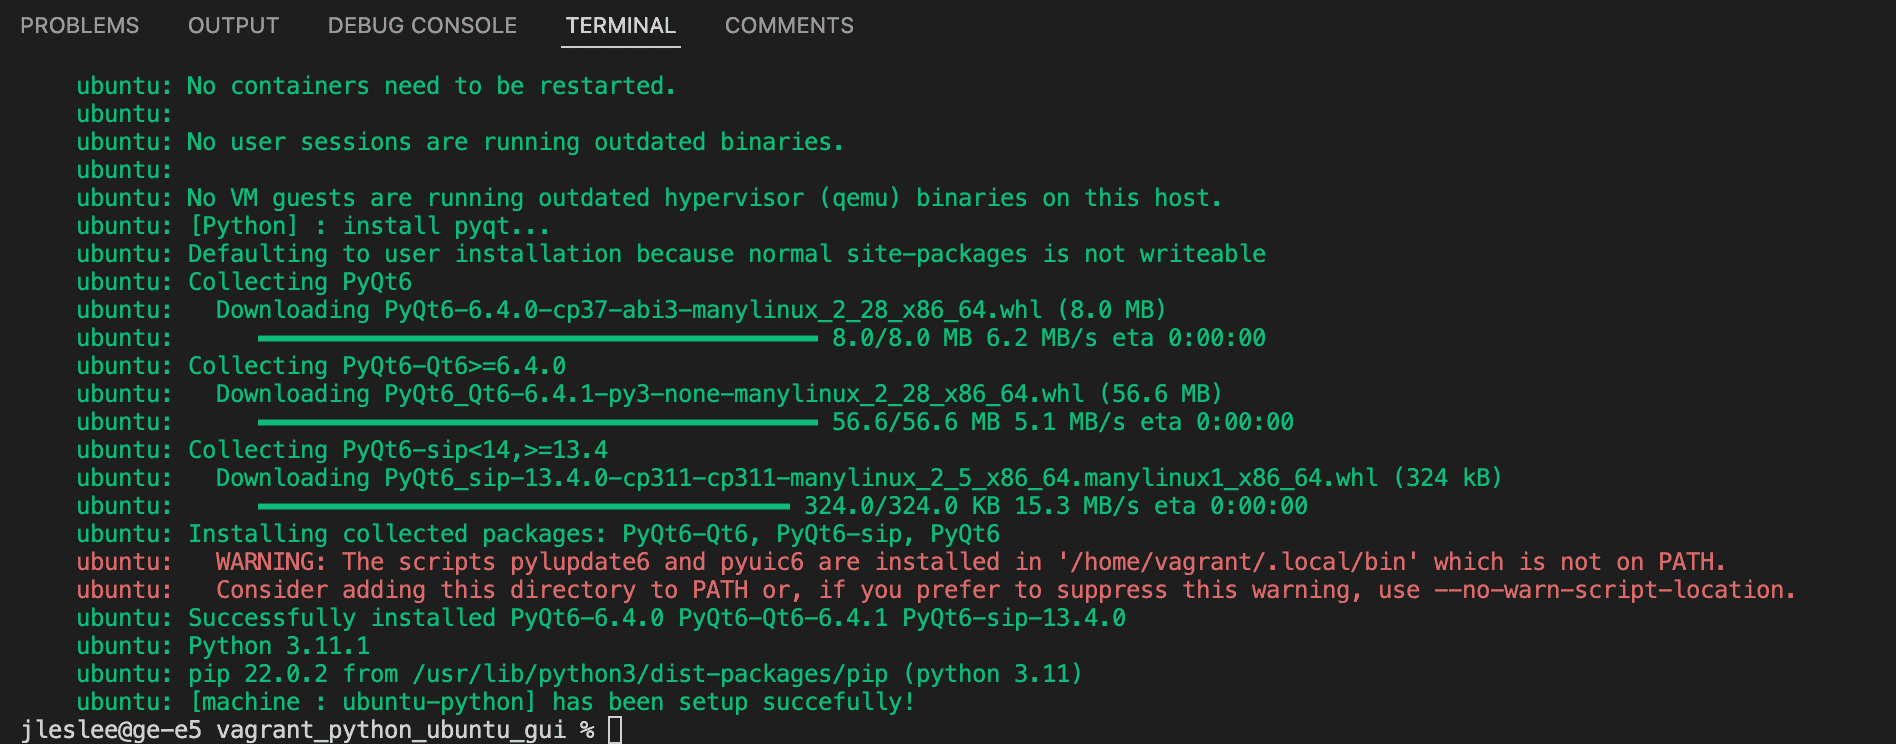 PROBLEMS OUTPUT DEBUG CONSOLE TERMINAL COMMENTS
ubuntu: No containers need to be restarted.
ubuntu:
ubuntu: No user sessions are running outdated binaries.
ubuntu:
ubuntu: No VM guests are running outdated hypervisor (qemu) binaries on this host.
ubuntu: [Python] : install pyqt...
ubuntu: Defaulting to user installation because normal site-packages is not writeable
ubuntu: Collecting PyQt6
ubuntu:   Downloading PyQt6-6.4.0-cp37-abi3-manylinux_2_28_x86_64.whl (8.0 MB)
ubuntu: 8.0/8.0 MB 6.2 MB/s eta 0:00:00
ubuntu: Collecting PyQt6-Qt6>=6.4.0
ubuntu:   Downloading PyQt6_Qt6-6.4.1-py3-none-manylinux_2_28_x86_64.whl (56.6 MB)
ubuntu: 56.6/56.6 MB 5.1 MB/s eta 0:00:00
ubuntu: Collecting PyQt6-sip<14,>=13.4
ubuntu:   Downloading PyQt6_sip-13.4.0-cp311-cp311-manylinux_2_5_x86_64.manylinux1_x86_64.whl (324 kB)
ubuntu: 324.0/324.0 KB 15.3 MB/s eta 0:00:00
ubuntu: Installing collected packages: PyQt6-Qt6, PyQt6-sip, PyQt6
ubuntu:   WARNING: The scripts pylupdate6 and pyuic6 are installed in '/home/vagrant/.local/bin' which is not on PATH.
ubuntu:   Consider adding this directory to PATH or, if you prefer to suppress this warning, use --no-warn-script-location.
ubuntu: Successfully installed PyQt6-6.4.0 PyQt6-Qt6-6.4.1 PyQt6-sip-13.4.0
ubuntu: Python 3.11.1
ubuntu: pip 22.0.2 from /usr/lib/python3/dist-packages/pip (python 3.11)
ubuntu: [machine : ubuntu-python] has been setup succefully!
jleslee@ge-e5 vagrant_python_ubuntu_gui %